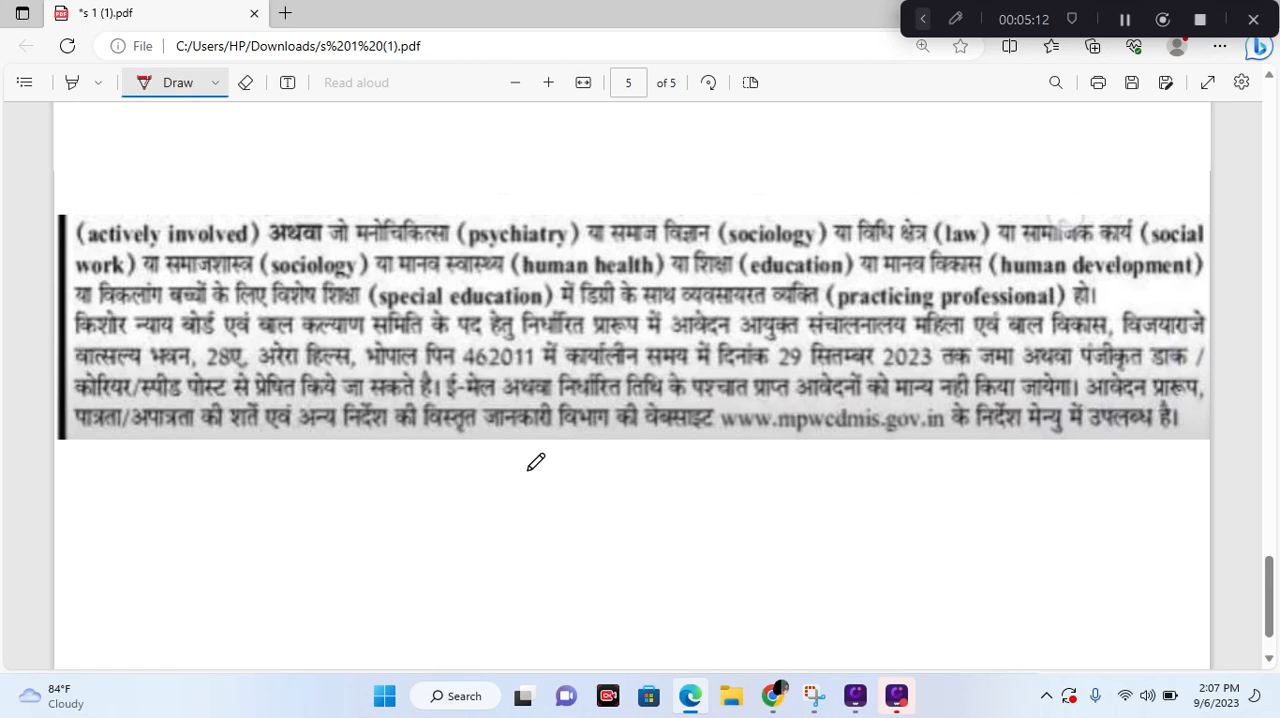 *s 1 (1).pdf
00:05:12
File
C:/Users/HP/Downloads/s%201%20(1).pdf
Draw
Read aloud
5
of 5
(actively involved) अथवा जो मनोचिकित्सा (psychiatry) या समाज विज्ञान (sociology) या विधि क्षेत्र (law) या सामाजिक कार्य (social
work) या समाजशास्त्र (sociology) या मानव स्वास्थ्य (human health) या शिक्षा (education) या मानव विकास (human development)
या विकलांग बच्चों के लिए विशेष शिक्षा (special education) में डिग्री के साथ व्यवसायरत व्यक्ति (practicing professional) हो।
किशोर न्याय बोर्ड एवं बाल कल्याण समिति के पद हेतु निर्धारित प्रारूप में आवेदन आयुक्त संचालनालय महिला एवं बाल विकास, विजयाराजे
वात्सल्य भवन, 28ए, अरेरा हिल्स, भोपाल पिन 462011 में कार्यालीन समय में दिनांक 29 सितम्बर 2023 तक जमा अथवा पंजीकृत डाक /
कोरियर/स्पीड पोस्ट से प्रेषित किये जा सकते है। ई-मेल अथवा निर्धारित तिथि के पश्चात प्राप्त आवेदनों को मान्य नही किया जायेगा। आवेदन प्रारूप,
पात्रता/अपात्रता की शर्ते एवं अन्य निर्देश की विस्तृत जानकारी विभाग की वेबसाइट www.mpwcdmis.gov.in के निर्देश मेन्यु में उपलब्ध है।
84°F
Cloudy
Search
2:07 PM
9/6/2023